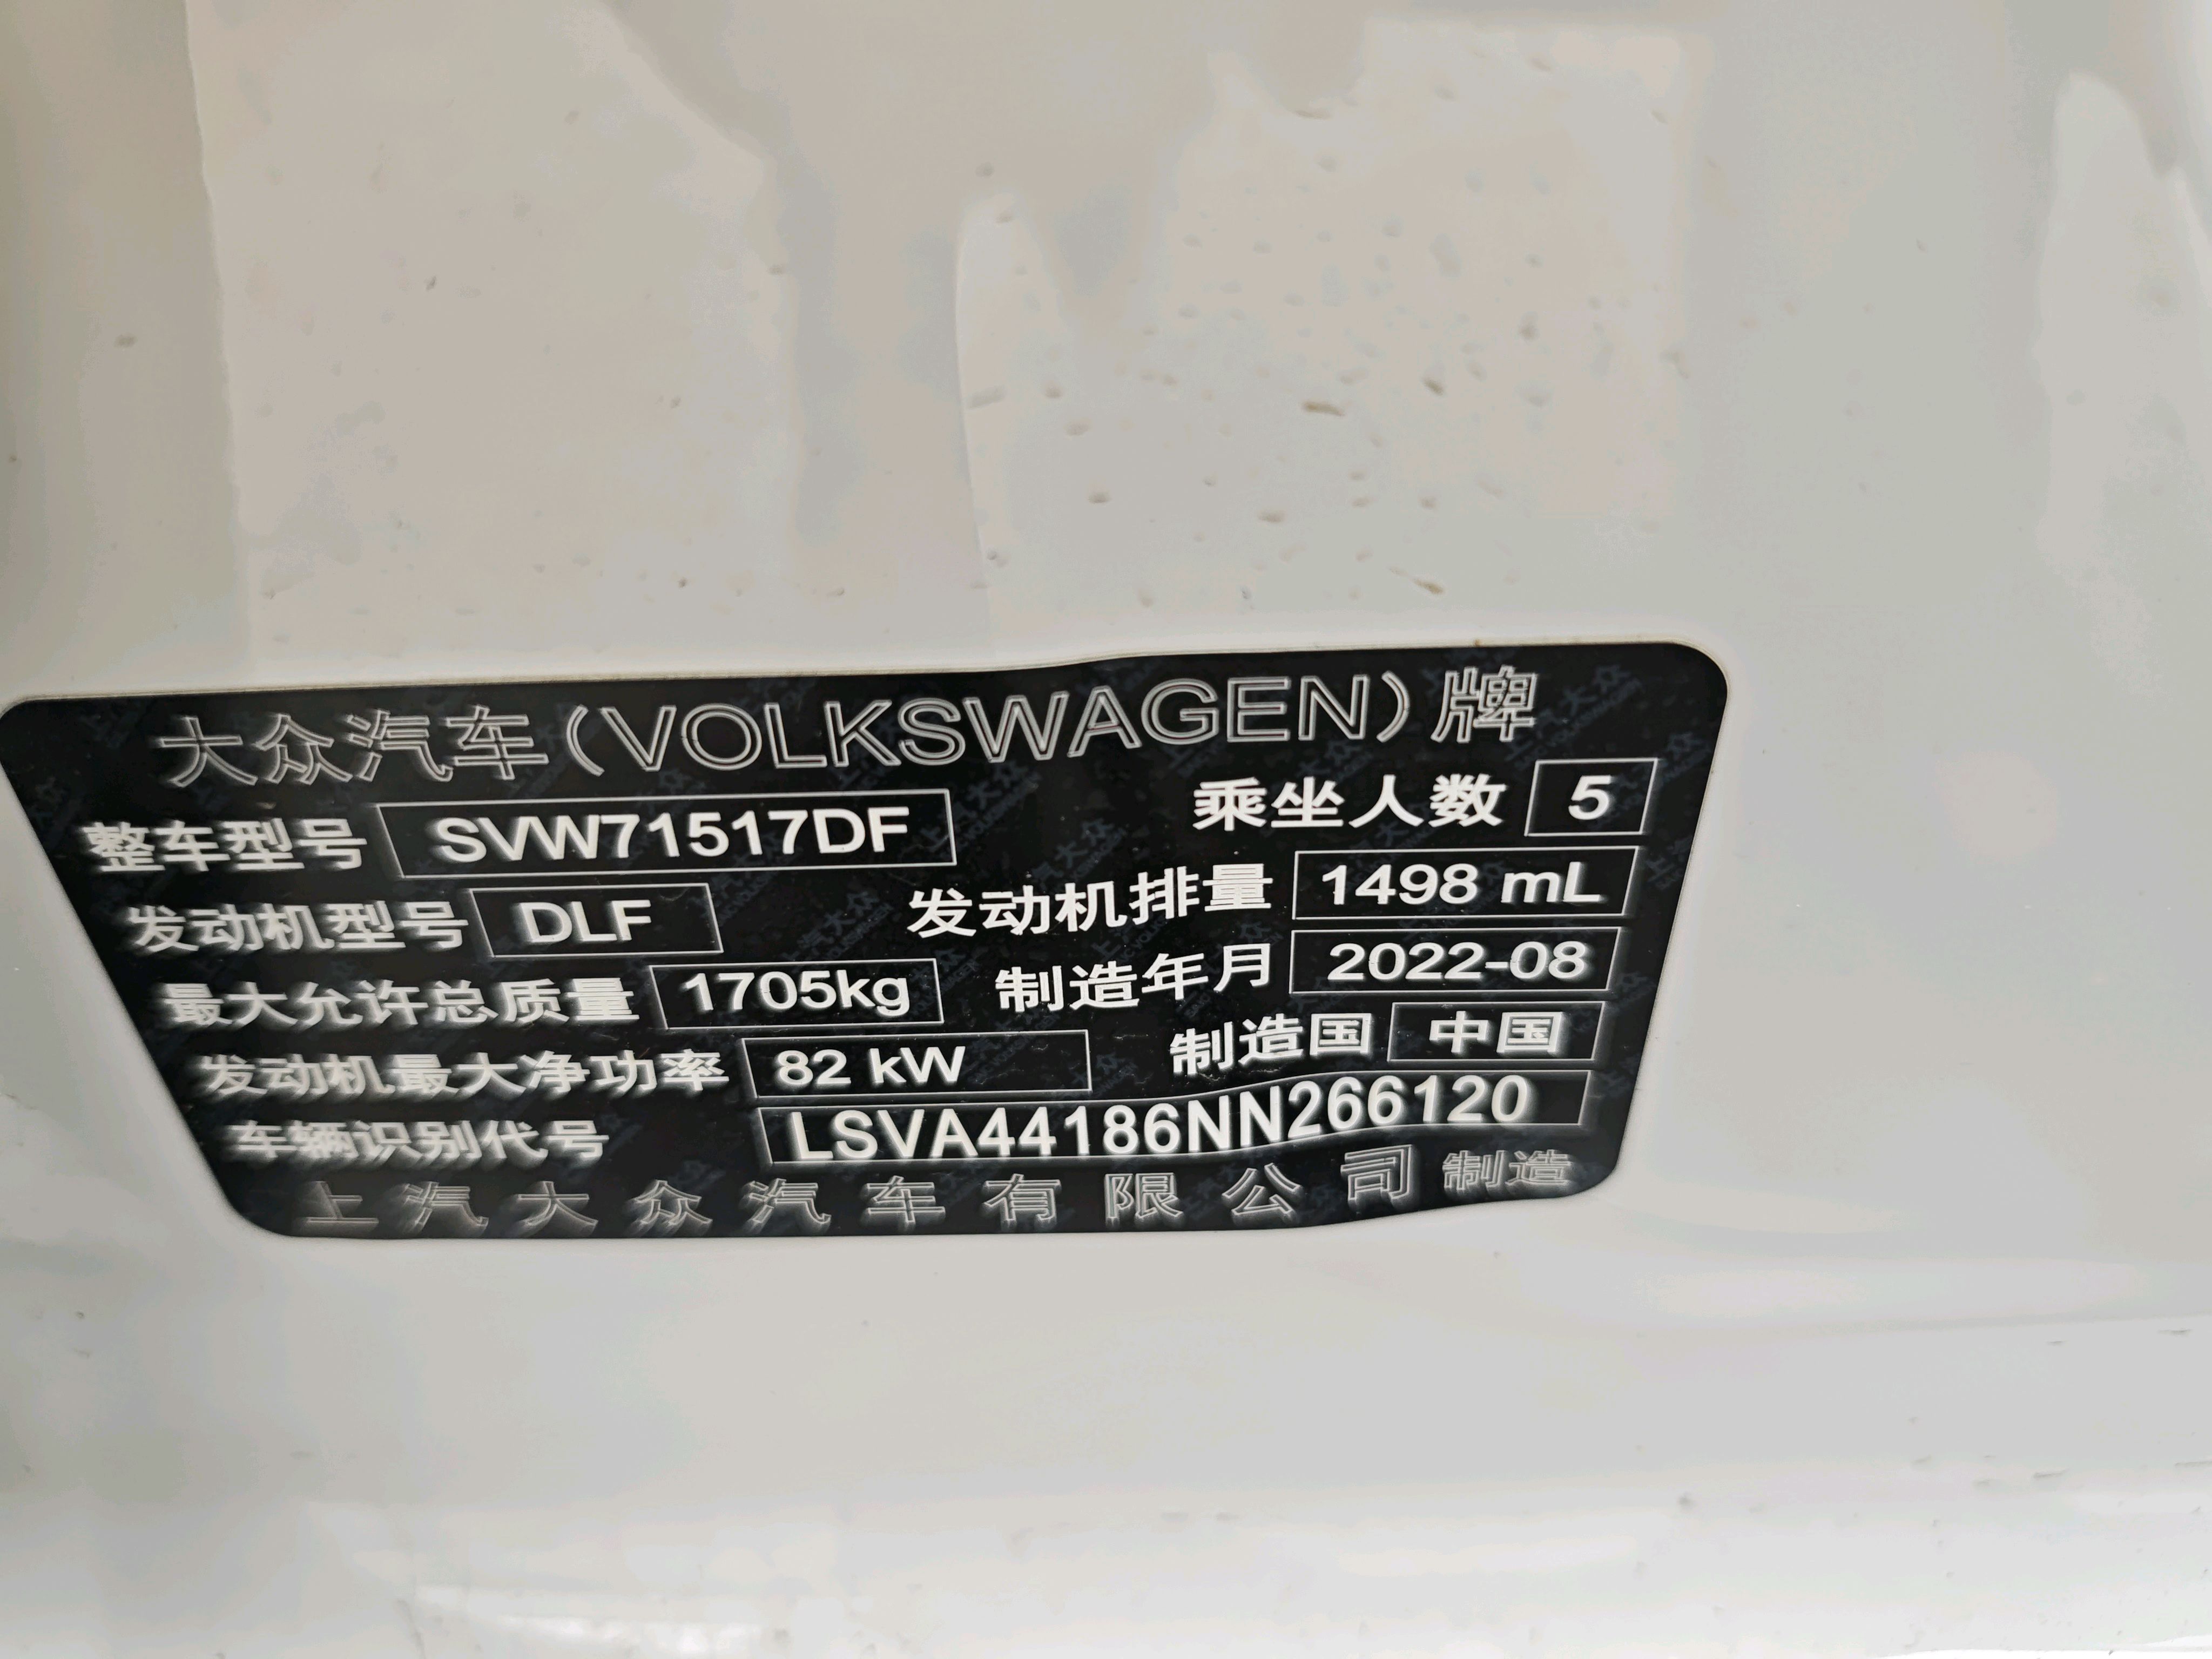 大众汽车(VOLKSWAGEN)牌
整车型号 SVW71517DF 乘坐人数 5
发动机型号 DLF 发动机排量 1498 mL
最大允许总质量 1705kg 制造年月 2022-08
发动机最大净功率 82 kW 制造国 中国
车辆识别代号 LSVA44186NN266120
上汽大众汽车有限公司制造